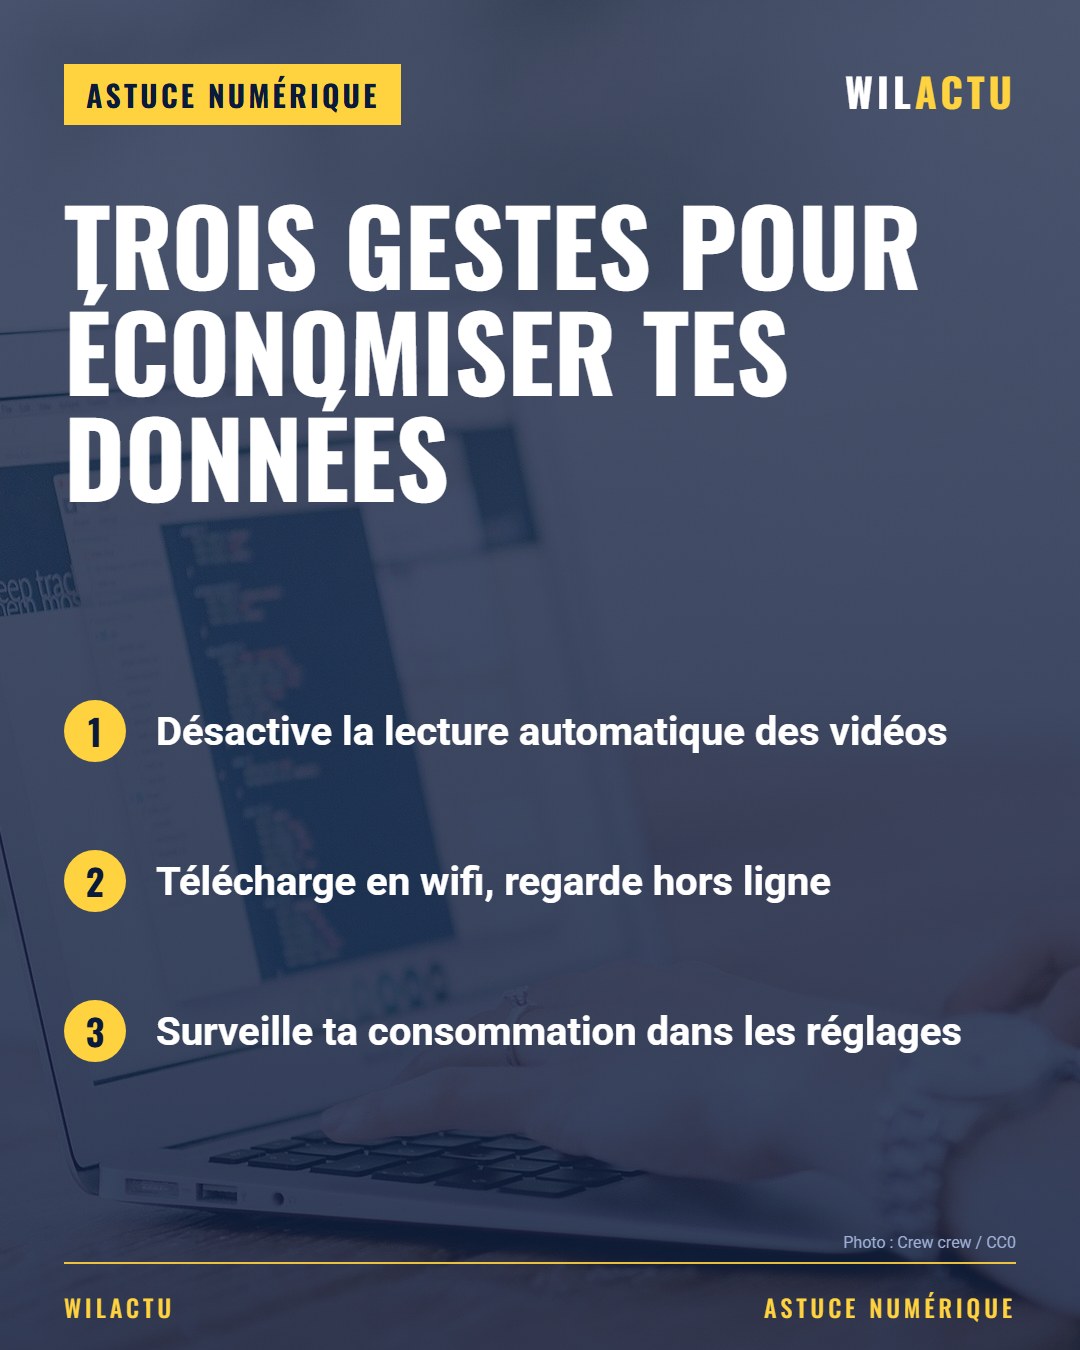 ASTUCE NUMÉRIQUE
WILACTU
TROIS GESTES POUR
ÉCONOMISER TES
DONNÉES
1 Désactive la lecture automatique des vidéos
2 Télécharge en wifi, regarde hors ligne
3 Surveille ta consommation dans les réglages
Photo : Crew crew / CC0
WILACTU
ASTUCE NUMÉRIQUE